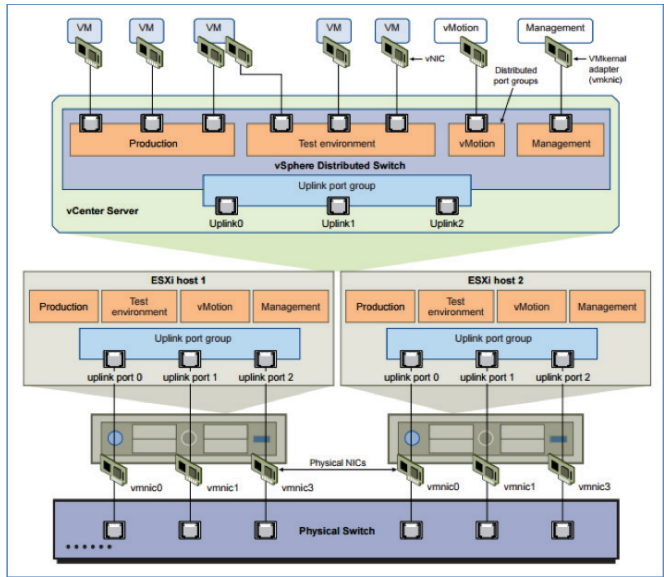 VM
VM
VM
VM
VM
vMotion
Management
vNIC
Distributed
port groups
VMkernal
adapter
(vmknic)
Production
Test environment
vMotion
Management
vSphere Distributed Switch
Uplink port group
vCenter Server
Uplink0
Uplink1
Uplink2
ESXi host 1
Production
Test
environment
vMotion
Management
Uplink port group
uplink port 0
uplink port 1
uplink port 2
ESXi host 2
Production
Test
environment
vMotion
Management
Uplink port group
uplink port 0
uplink port 1
uplink port 2
Physical NICs
vmnic0
vmnic1
vmnic3
vmnic0
vmnic1
vmnic3
Physical Switch